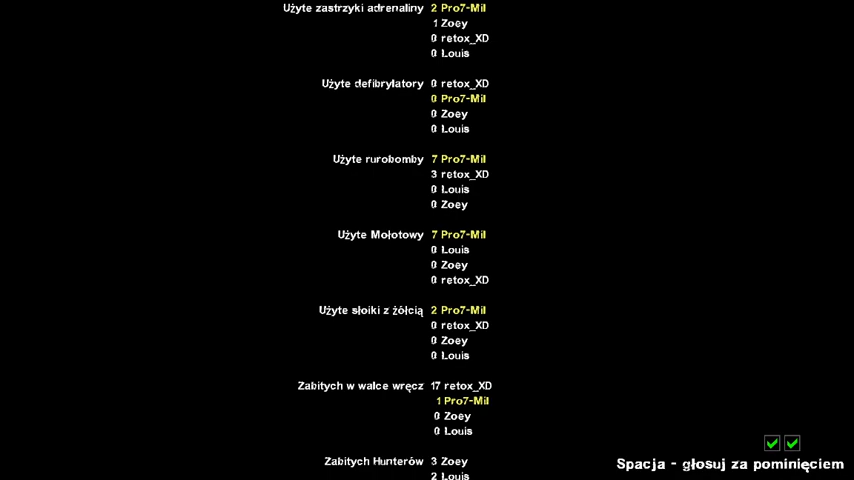 Użyte zastrzyki adrenaliny 2 Pro7-Mil
1 Zoey
0 retox_XD
0 Louis
Użyte defibrylatory 0 retox_XD
0 Pro7-Mil
0 Zoey
0 Louis
Użyte rurobomby 7 Pro7-Mil
3 retox_XD
0 Louis
0 Zoey
Użyte Mołotowy 7 Pro7-Mil
0 Louis
0 Zoey
0 retox_XD
Użyte słoiki z żółcią 2 Pro7-Mil
0 retox_XD
0 Zoey
0 Louis
Zabitych w walce wręcz 17 retox_XD
1 Pro7-Mil
0 Zoey
0 Louis
Zabitych Hunterów 3 Zoey
2 Louis
Spacja - głosuj za pominięciem